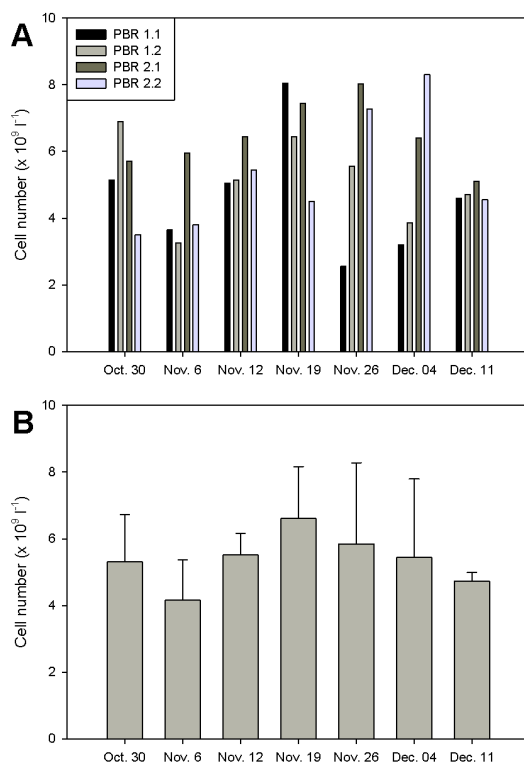 A
PBR 1.1
PBR 1.2
PBR 2.1
PBR 2.2
Cell number (x 10⁹ l⁻¹)
10
8
6
4
2
0
Oct. 30 Nov. 6 Nov. 12 Nov. 19 Nov. 26 Dec. 04 Dec. 11
B
Cell number (x 10⁹ l⁻¹)
10
8
6
4
2
0
Oct. 30 Nov. 6 Nov. 12 Nov. 19 Nov. 26 Dec. 04 Dec. 11